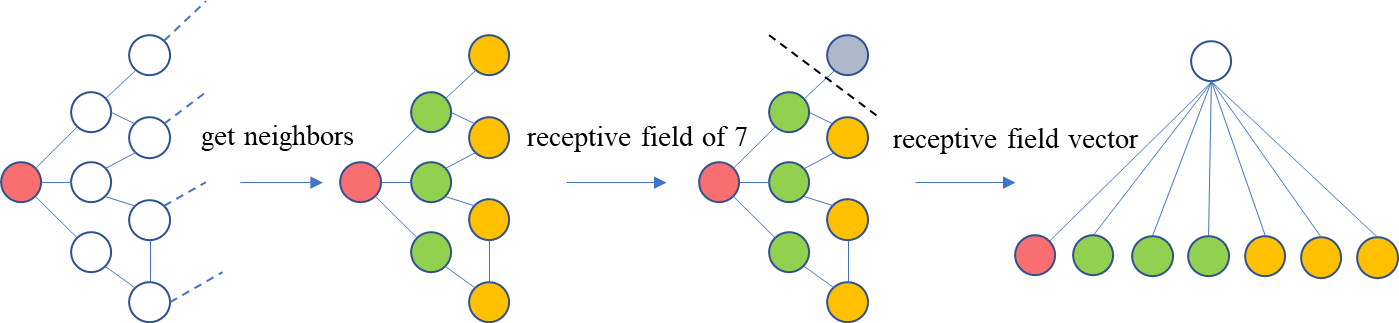 get neighbors
receptive field of 7
receptive field vector